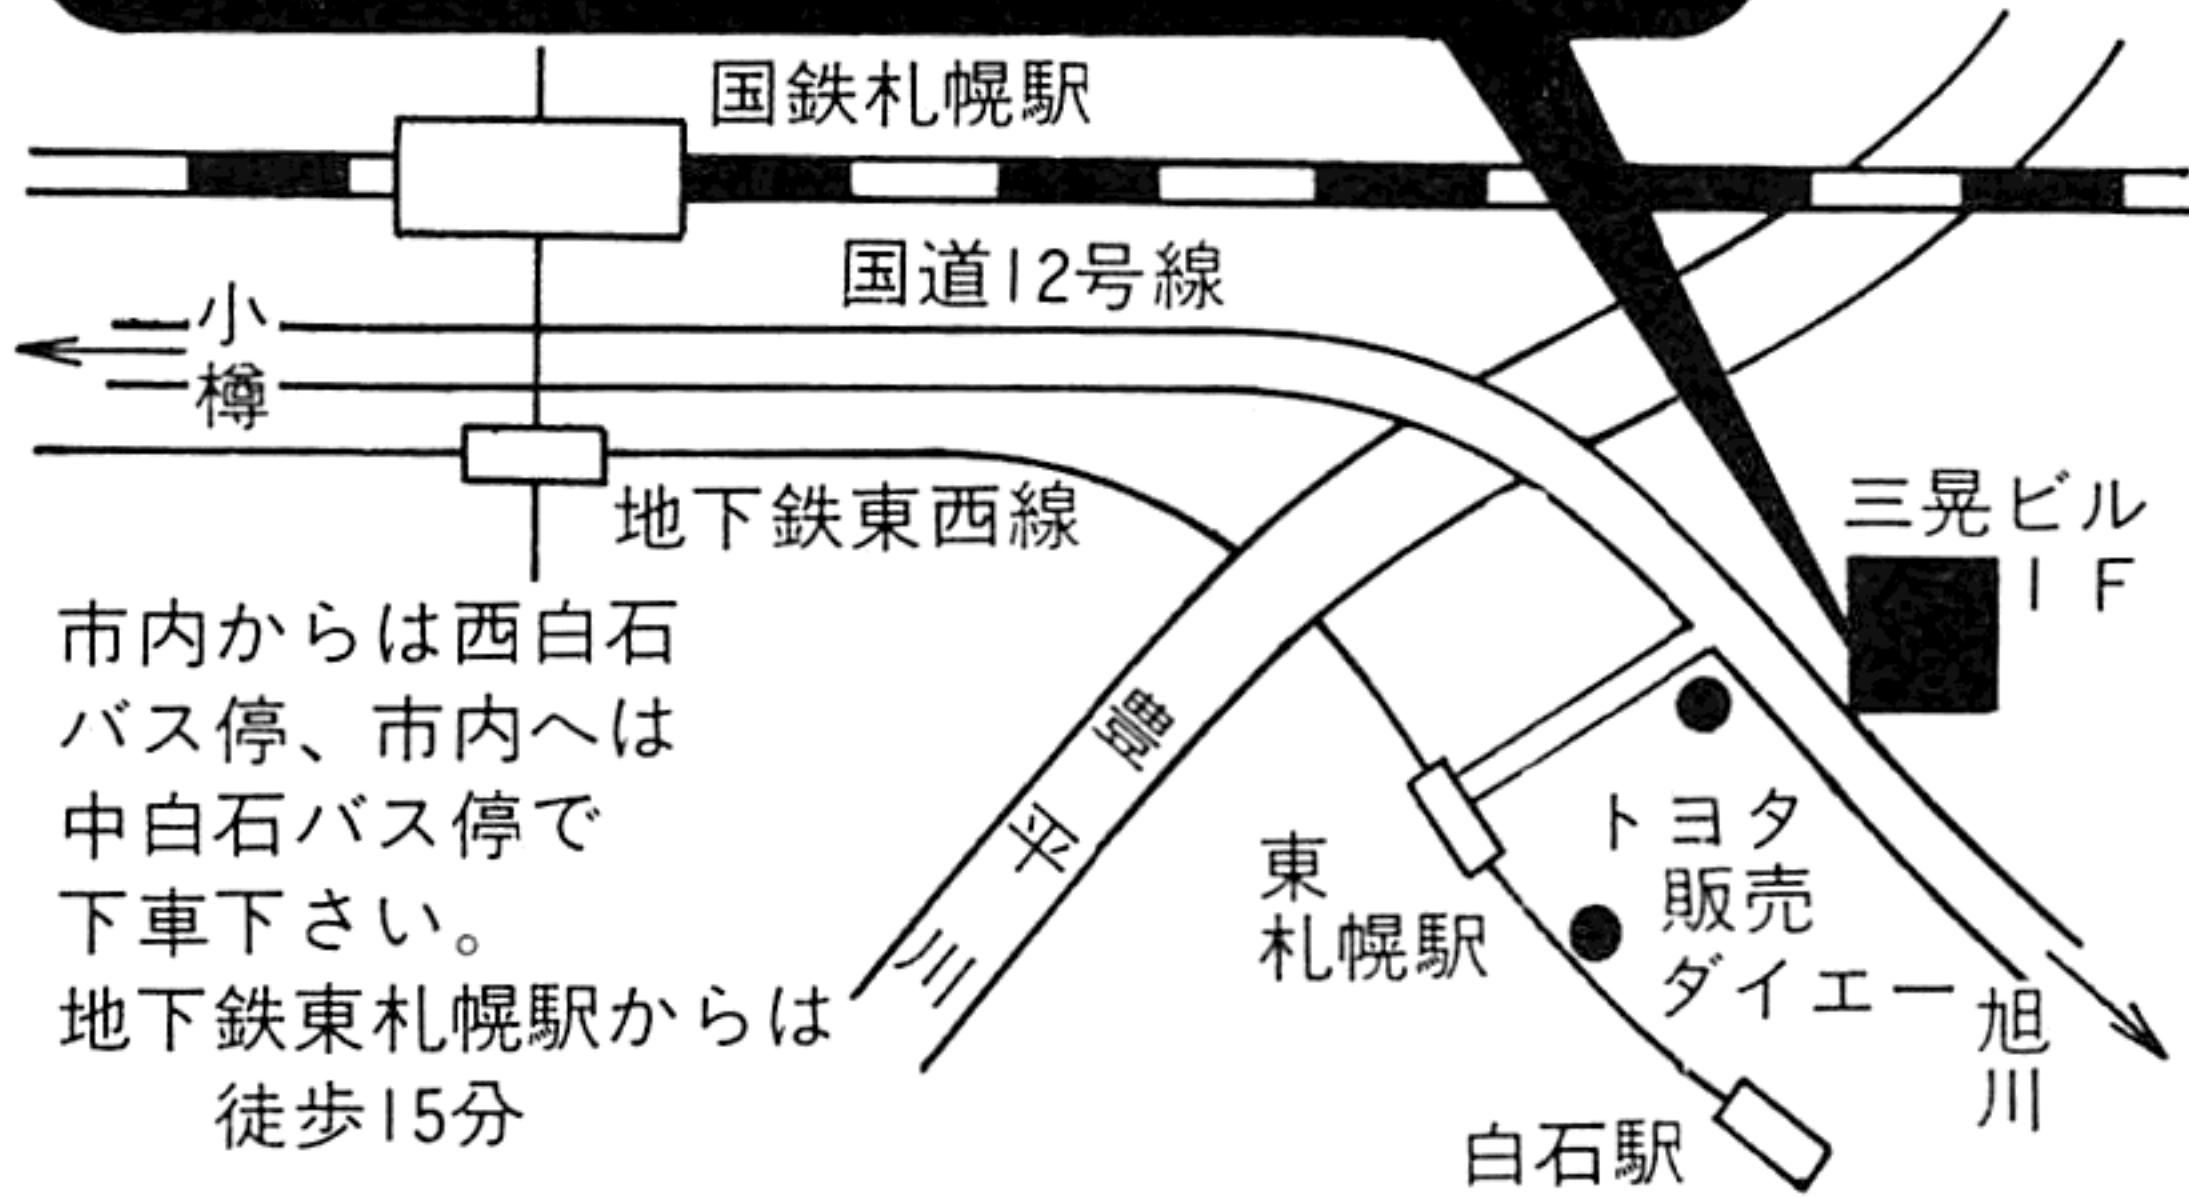 国鉄札幌駅
国道12号線
小樽
地下鉄東西線
三晃ビル
1F
市内からは西白石
バス停、市内へは
中白石バス停で
下車下さい。
地下鉄東札幌駅からは
徒歩15分
豊平川
東
札幌駅
トヨタ
販売
ダイエー
旭川
白石駅